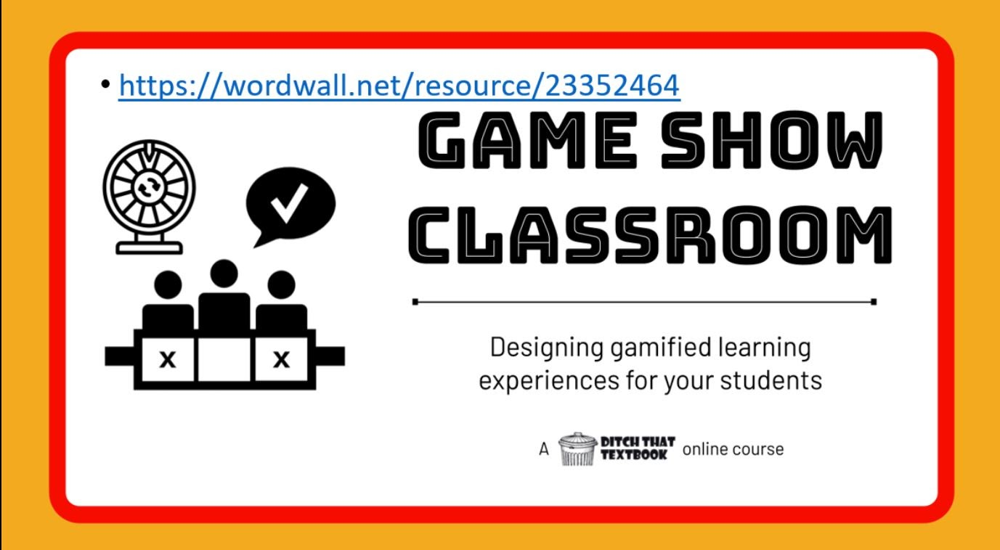 • https://wordwall.net/resource/23352464
GAME SHOW
CLASSROOM
Designing gamified learning
experiences for your students
A DITCH THAT TEXTBOOK online course
X X